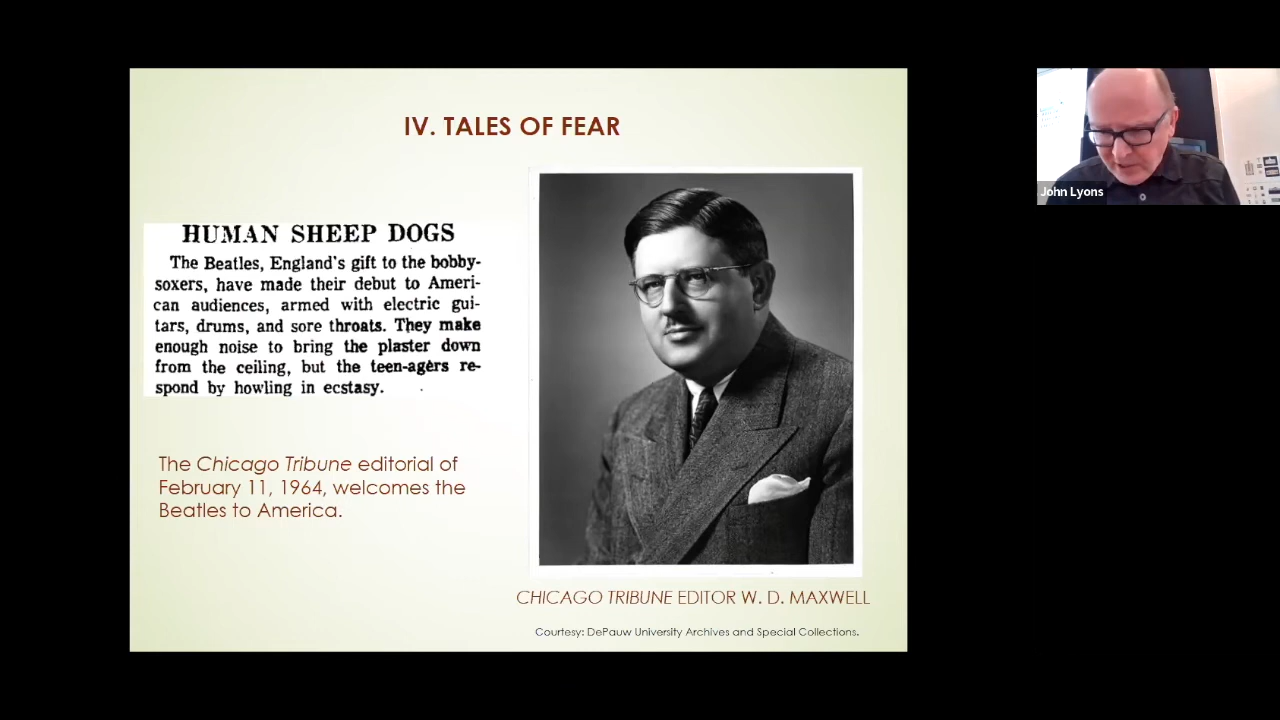 IV. TALES OF FEAR
HUMAN SHEEP DOGS
The Beatles, England's gift to the bobby-
soxers, have made their debut to Ameri-
can audiences, armed with electric gui-
tars, drums, and sore throats. They make
enough noise to bring the plaster down
from the ceiling, but the teen-agers re-
spond by howling in ecstasy.
The Chicago Tribune editorial of
February 11, 1964, welcomes the
Beatles to America.
CHICAGO TRIBUNE EDITOR W. D. MAXWELL
Courtesy: DePauw University Archives and Special Collections.
John Lyons